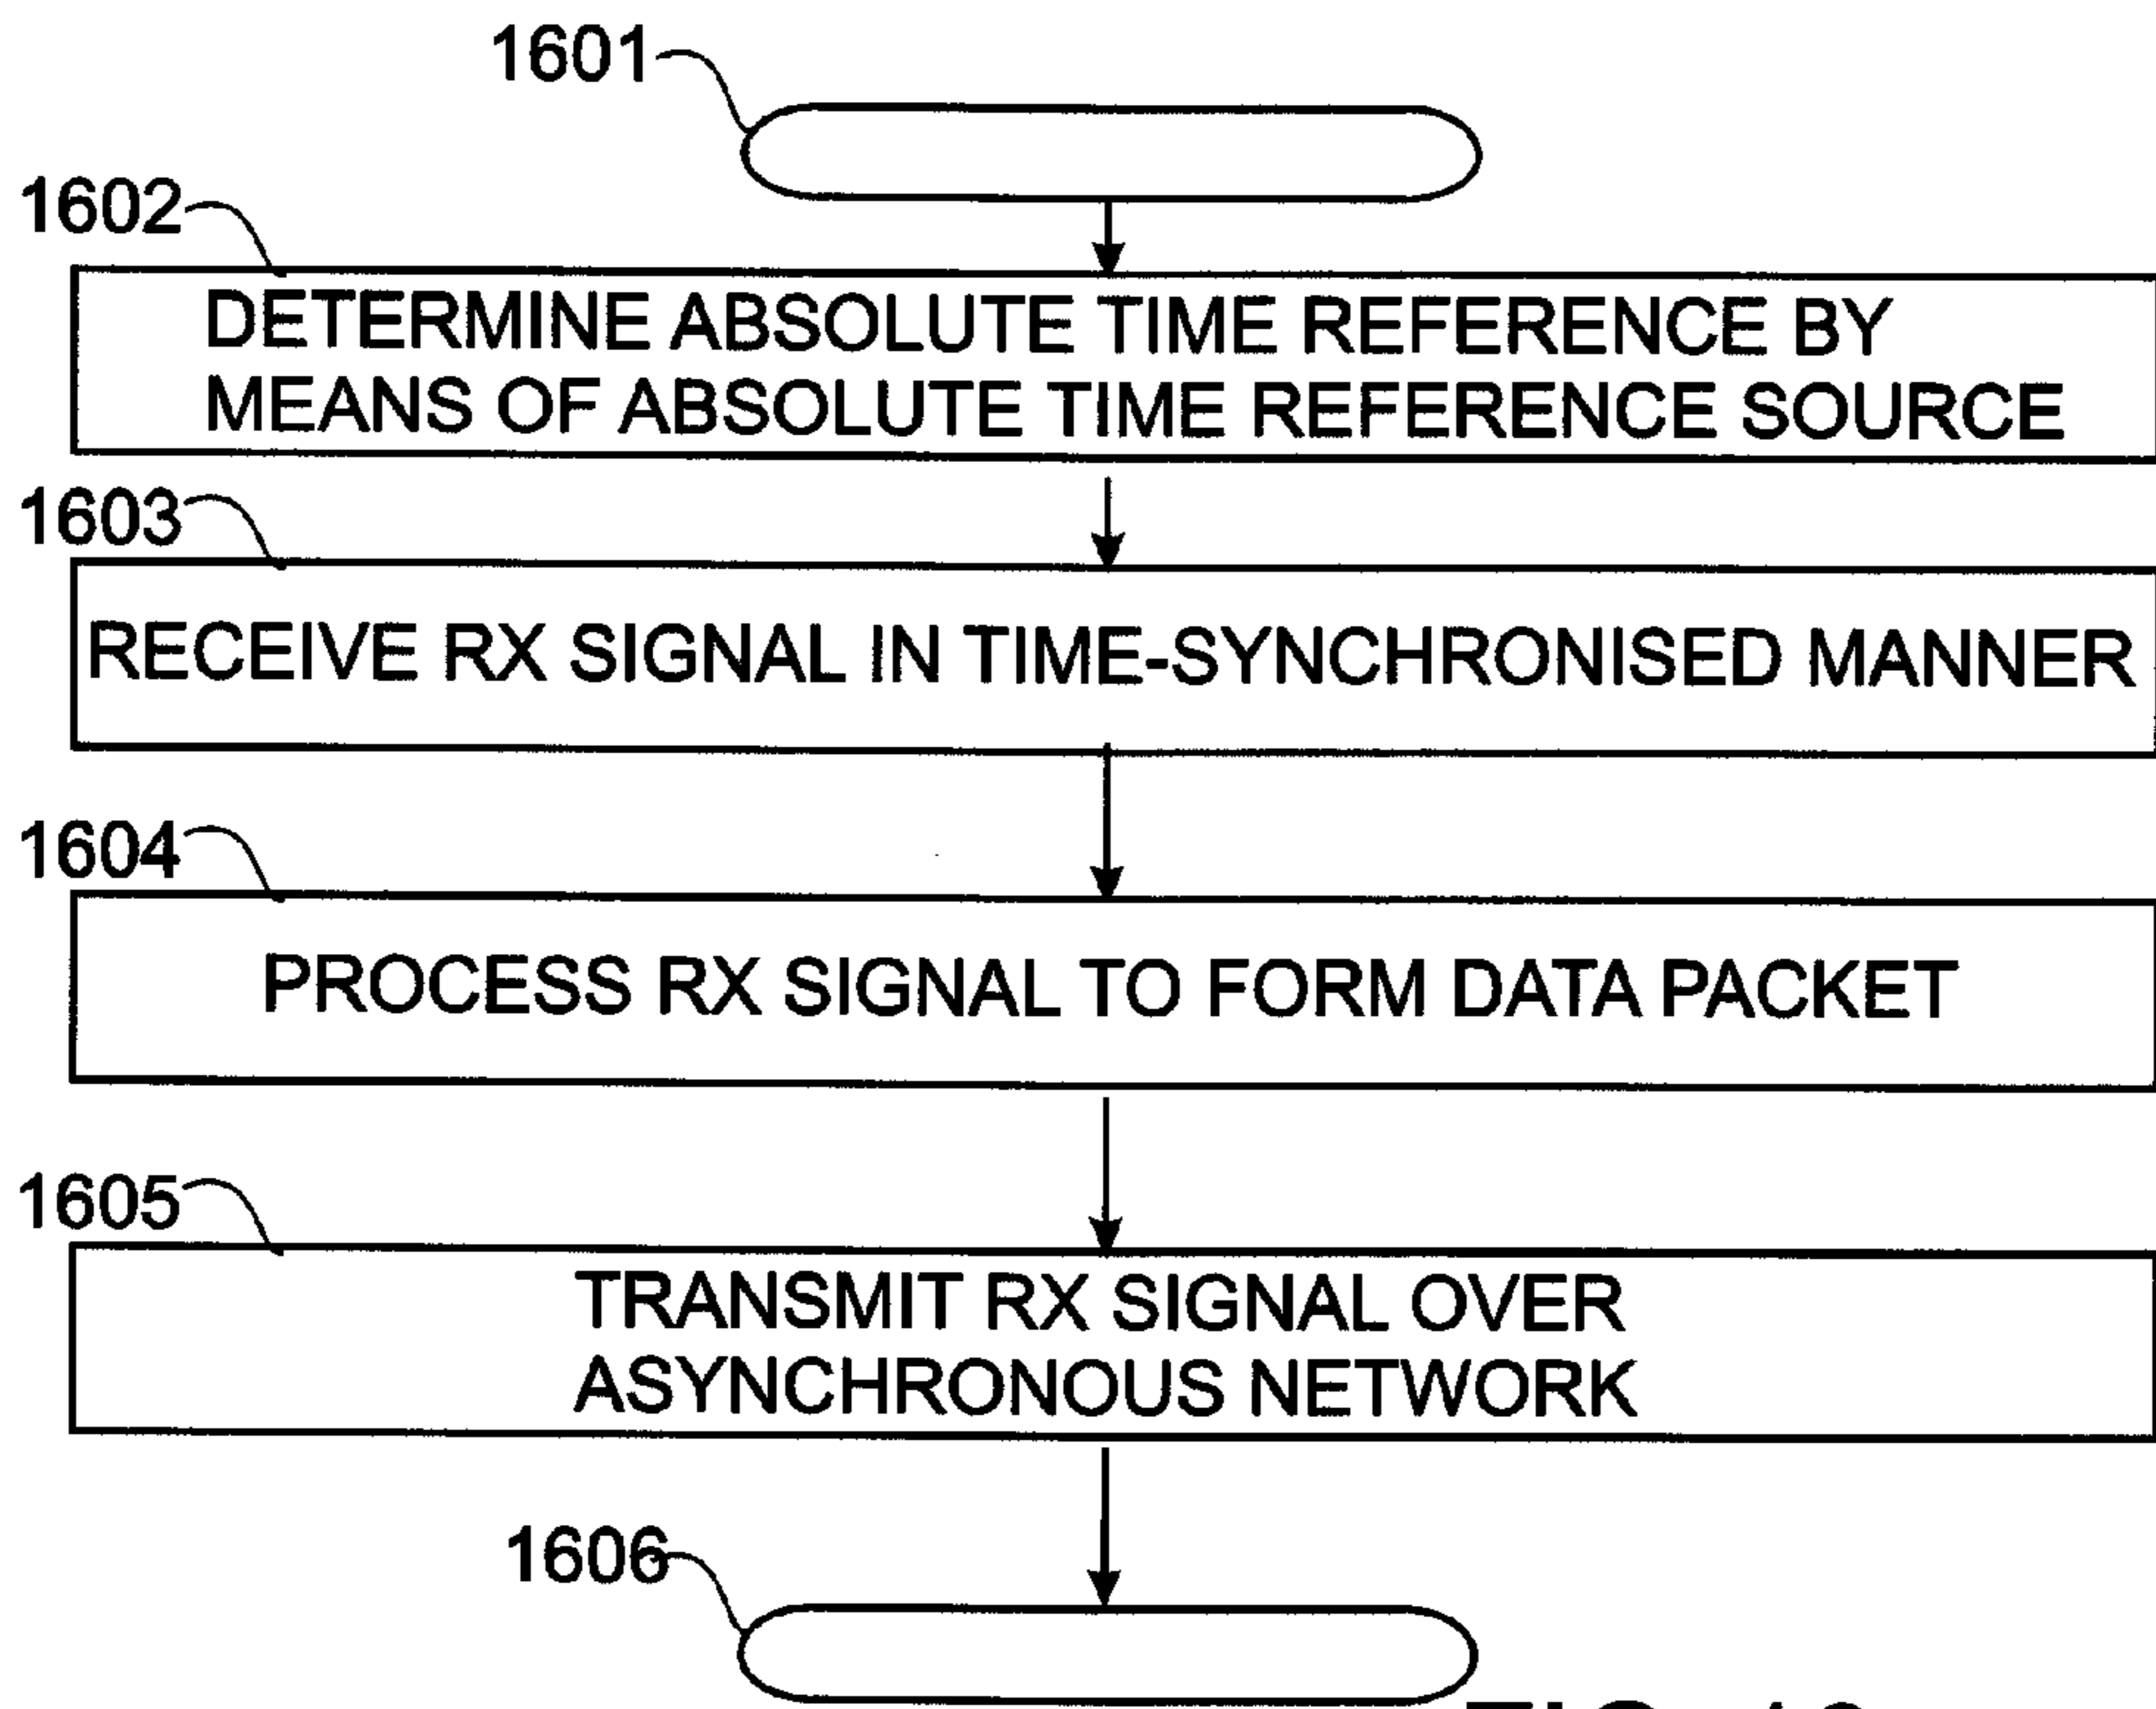 1601
1602
DETERMINE ABSOLUTE TIME REFERENCE BY
MEANS OF ABSOLUTE TIME REFERENCE SOURCE
1603
RECEIVE RX SIGNAL IN TIME-SYNCHRONISED MANNER
1604
PROCESS RX SIGNAL TO FORM DATA PACKET
1605
TRANSMIT RX SIGNAL OVER
ASYNCHRONOUS NETWORK
1606